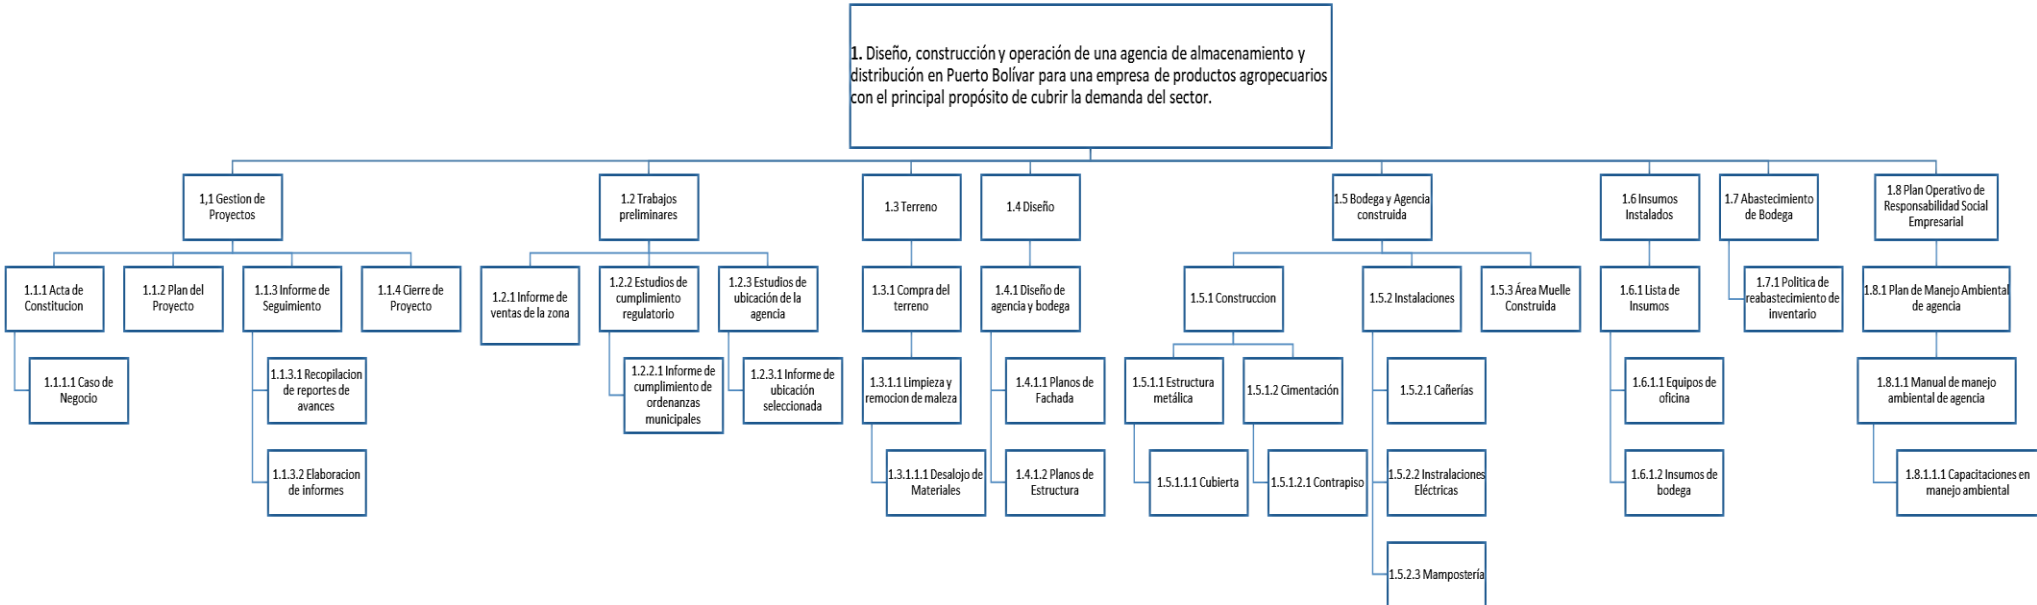 1. Diseño, construcción y operación de una agencia de almacenamiento y
distribución en Puerto Bolívar para una empresa de productos agropecuarios
con el principal propósito de cubrir la demanda del sector.
1,1 Gestion de
Proyectos
1.2 Trabajos
preliminares
1.3 Terreno
1.4 Diseño
1.5 Bodega y Agencia
construida
1.6 Insumos
Instalados
1.7 Abastecimiento
de Bodega
1.8 Plan Operativo de
Responsabilidad Social
Empresarial
1.1.1 Acta de
Constitucion
1.1.2 Plan del
Proyecto
1.1.3 Informe de
Seguimiento
1.1.4 Cierre de
Proyecto
1.2.1 Informe de
ventas de la zona
1.2.2 Estudios de
cumplimiento
regulatorio
1.2.3 Estudios de
ubicación de la
agencia
1.3.1 Compra del
terreno
1.4.1 Diseño de
agencia y bodega
1.5.1 Construccion
1.5.2 Instalaciones
1.5.3 Área Muelle
Construida
1.6.1 Lista de
Insumos
1.7.1 Politica de
reabastecimiento de
inventario
1.8.1 Plan de Manejo Ambiental
de agencia
1.1.1.1 Caso de
Negocio
1.1.3.1 Recopilacion
de reportes de
avances
1.2.2.1 Informe de
cumplimiento de
ordenanzas
municipales
1.2.3.1 Informe de
ubicación
seleccionada
1.3.1.1 Limpieza y
remocion de maleza
1.4.1.1 Planos de
Fachada
1.5.1.1 Estructura
metálica
1.5.1.2 Cimentación
1.5.2.1 Cañerías
1.6.1.1 Equipos de
oficina
1.8.1.1 Manual de manejo
ambiental de agencia
1.1.3.2 Elaboracion
de informes
1.3.1.1.1 Desalojo de
Materiales
1.4.1.2 Planos de
Estructura
1.5.1.1.1 Cubierta
1.5.1.2.1 Contrapiso
1.5.2.2 Instralaciones
Eléctricas
1.6.1.2 Insumos de
bodega
1.8.1.1.1 Capacitaciones en
manejo ambiental
1.5.2.3 Mampostería